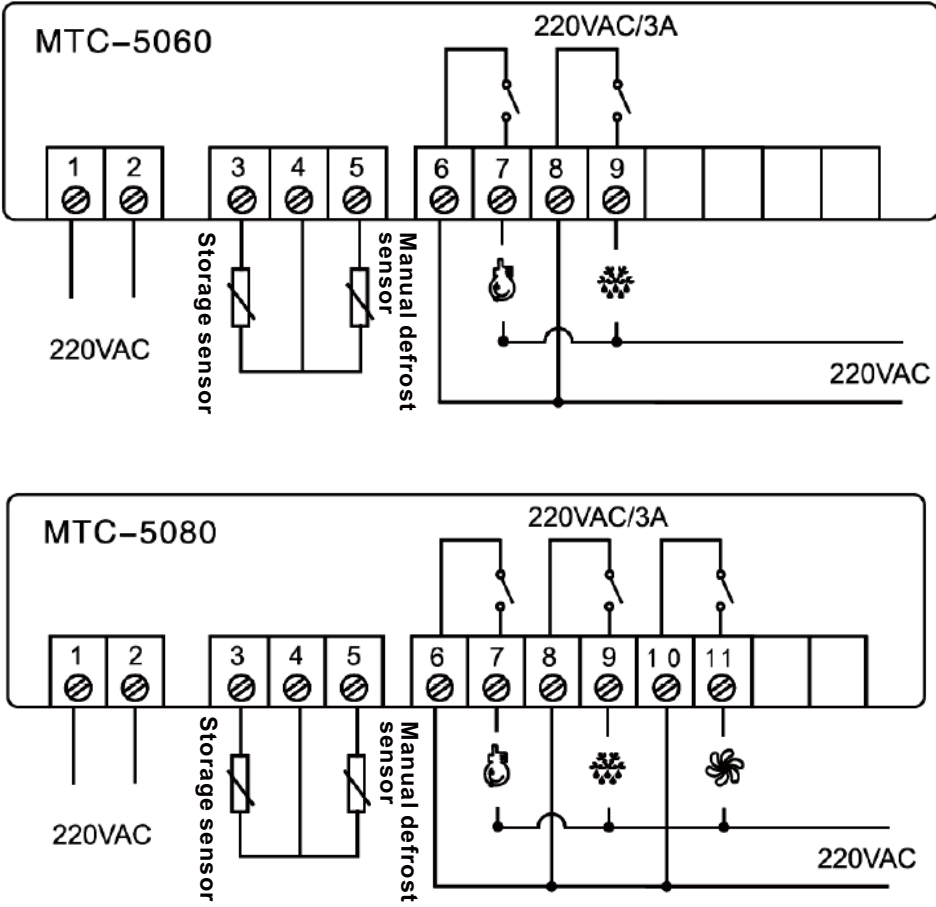 MTC-5060
220VAC/3A
1 2 3 4 5 6 7 8 9
Storage sensor
Manual defrost
sensor
220VAC
220VAC
MTC-5080
220VAC/3A
1 2 3 4 5 6 7 8 9 10 11
Storage sensor
Manual defrost
sensor
220VAC
220VAC